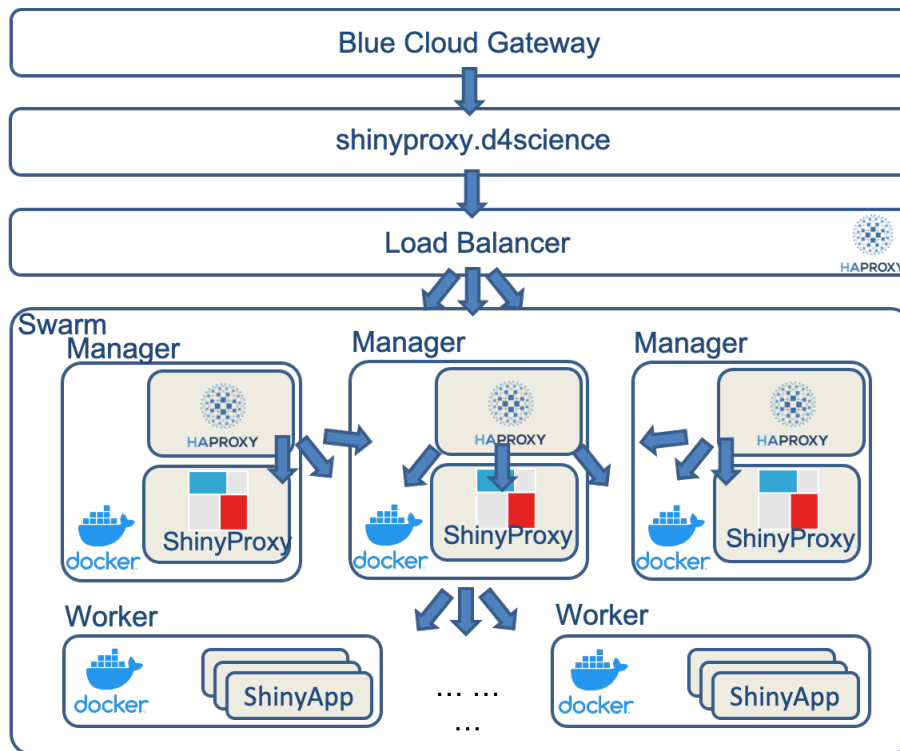 Blue Cloud Gateway
shinyproxy.d4science
Load Balancer
HAPROXY
Swarm
Manager
Manager
Manager
HAPROXY
HAPROXY
HAPROXY
ShinyProxy
ShinyProxy
ShinyProxy
docker
docker
docker
Worker
Worker
docker
ShinyApp
... ...
...
docker
ShinyApp